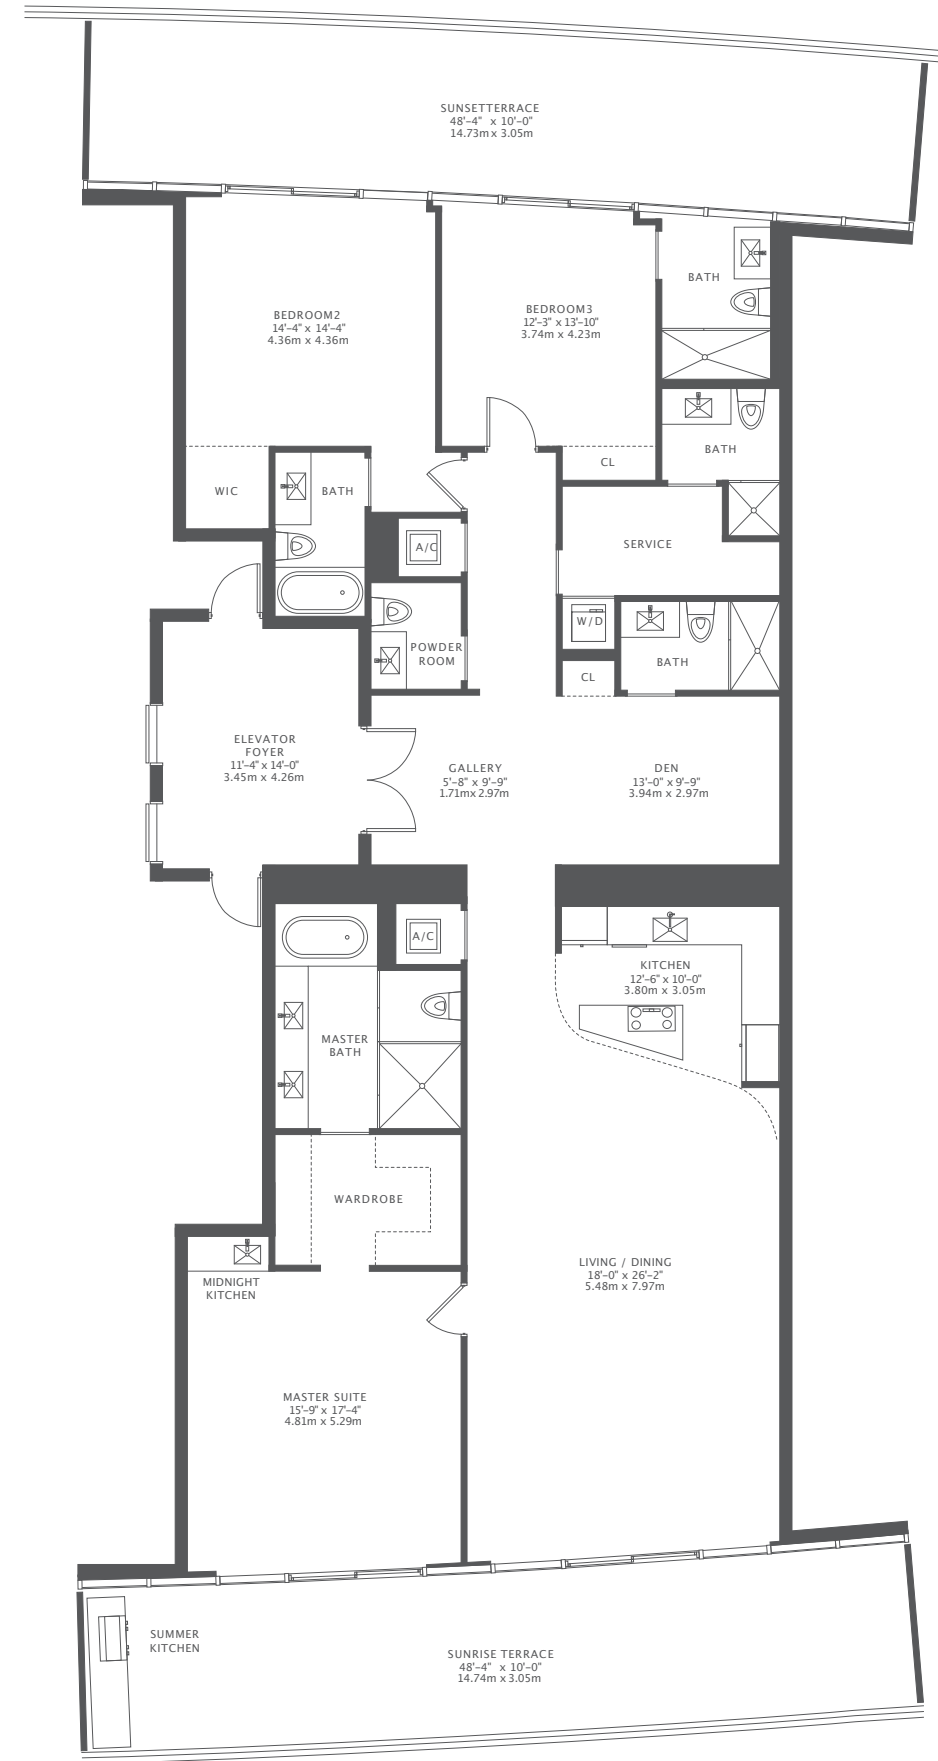 SUNSETTERRACE
48'-4" x 10'-0"
14.73m x 3.05m
BATH
BEDROOM2
14'-4" x 14'-4"
4.36m x 4.36m
BEDROOM3
12'-3" x 13'-10"
3.74m x 4.23m
BATH
CL
WIC
BATH
A/C
SERVICE
W/D
POWDER
ROOM
BATH
CL
ELEVATOR
FOYER
11'-4" x 14'-0"
3.45m x 4.26m
GALLERY
5'-8" x 9'-9"
1.71m x 2.97m
DEN
13'-0" x 9'-9"
3.94m x 2.97m
A/C
KITCHEN
12'-6" x 10'-0"
3.80m x 3.05m
MASTER
BATH
WARDROBE
MIDNIGHT
KITCHEN
LIVING / DINING
18'-0" x 26'-2"
5.48m x 7.97m
MASTER SUITE
15'-9" x 17'-4"
4.81m x 5.29m
SUMMER
KITCHEN
SUNRISE TERRACE
48'-4" x 10'-0"
14.74m x 3.05m